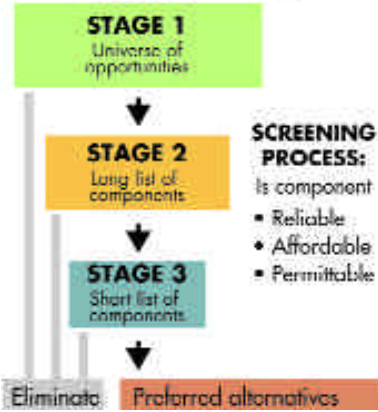 STAGE 1
Universe of
opportunities
STAGE 2
Long list of
components
SCREENING
PROCESS:
Is component
• Reliable
• Affordable
• Permittable
STAGE 3
Short list of
components
Eliminate
Preferred alternatives